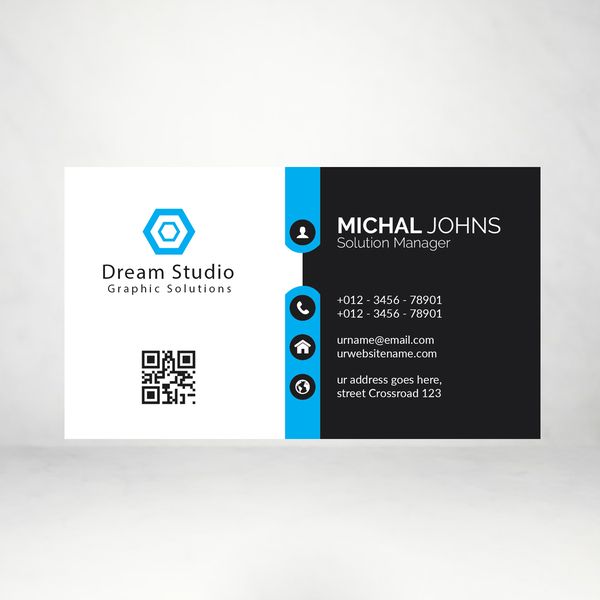 Dream Studio
Graphic Solutions
MICHAL JOHNS
Solution Manager
+012 - 3456 - 78901
+012 - 3456 - 78901
urname@email.com
urwebsitename.com
ur address goes here,
street Crossroad 123